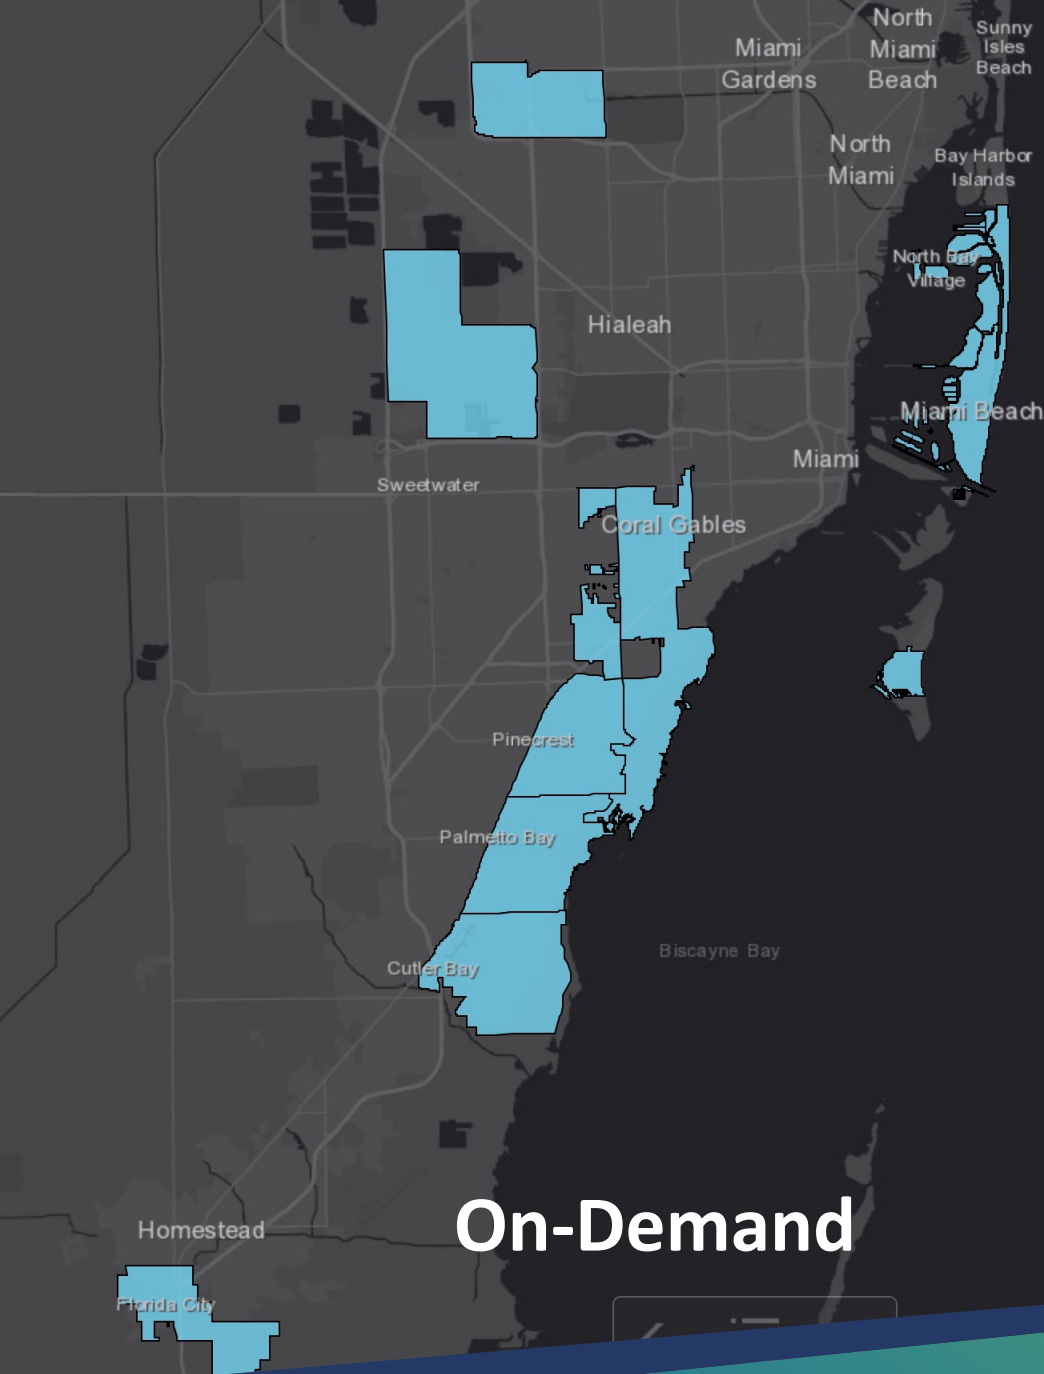 North
Miami
Beach
Sunny
Isles
Beach
Miami
Gardens
North
Miami
Bay Harbor
Islands
North Bay
Village
Hialeah
Miami Beach
Miami
Sweetwater
Coral Gables
Pinecrest
Palmetto Bay
Biscayne Bay
Cutler Bay
On-Demand
Homestead
Florida City